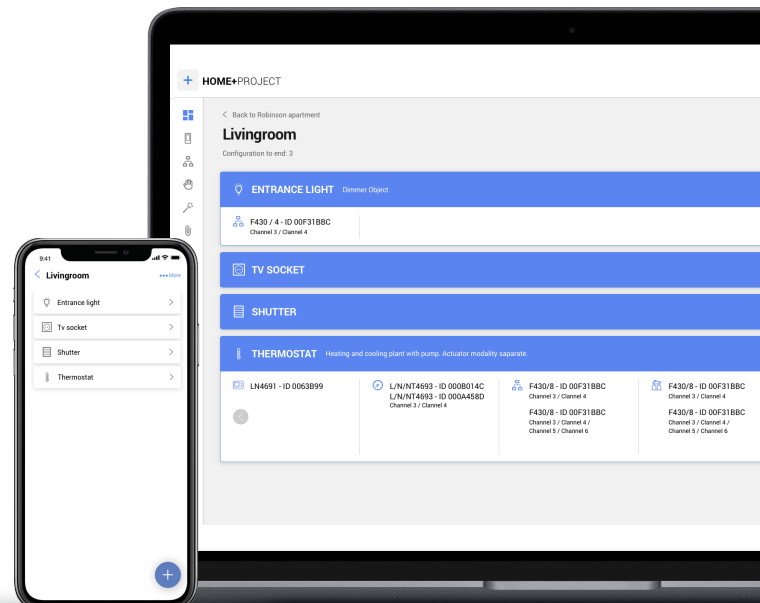 HOME+PROJECT
Back to Robinson apartment
Livingroom
Configuration to end: 3
ENTRANCE LIGHT Dimmer Object
F430 / 4 - ID 00F31BBC
Channel 3 / Clannel 4
TV SOCKET
SHUTTER
THERMOSTAT Heating and cooling plant with pump. Actuator modality saparate.
LN4691 - ID 0063B99
L/N/NT4693 - ID 000B014C
L/N/NT4693 - ID 000A458D
Channel 3 / Clannel 4
F430/8 - ID 00F31BBC
Channel 3 / Clannel 4
F430/8 - ID 00F31BBC
Channel 3 / Clannel 4 /
Channel 5 / Channel 6
F430/8 - ID 00F31BBC
Channel 3 / Clannel 4
F430/8 - ID 00F31BBC
Channel 3 / Clannel 4 /
Channel 5 / Channel 6
9:41
Livingroom
More
Entrance light
Tv socket
Shutter
Thermostat